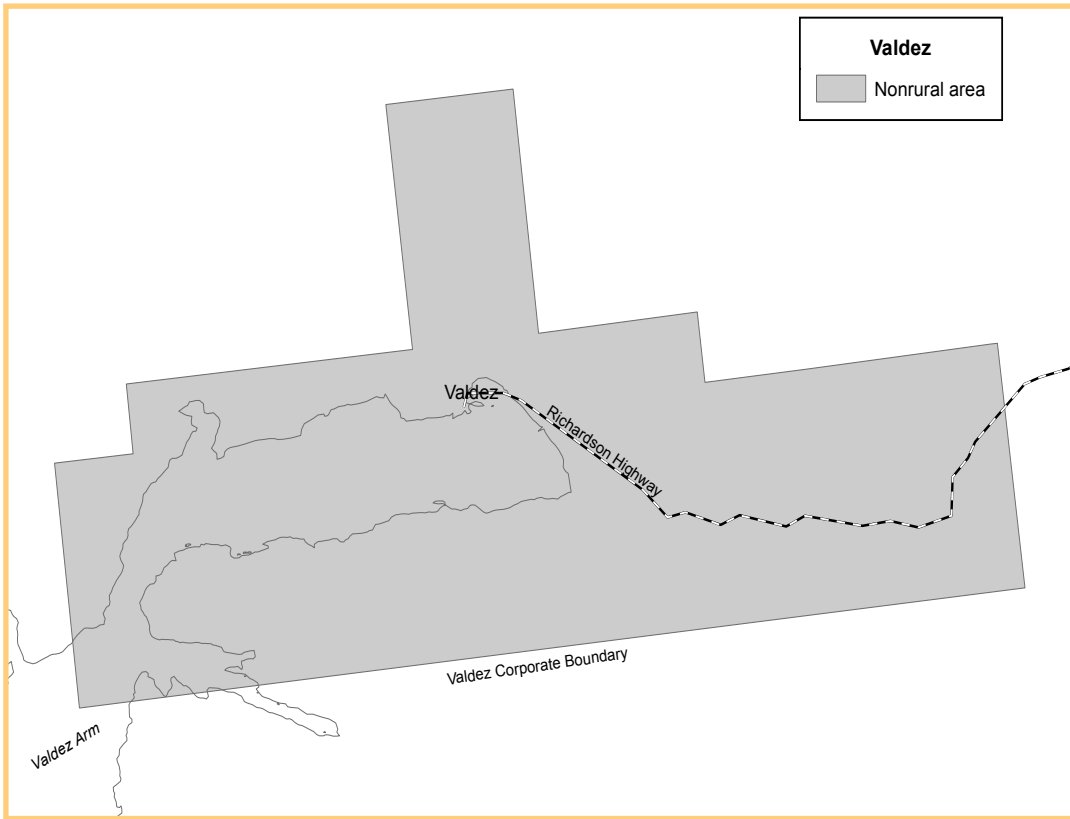 Valdez
Nonrural area
Valdez
Richardson Highway
Valdez Corporate Boundary
Valdez Arm